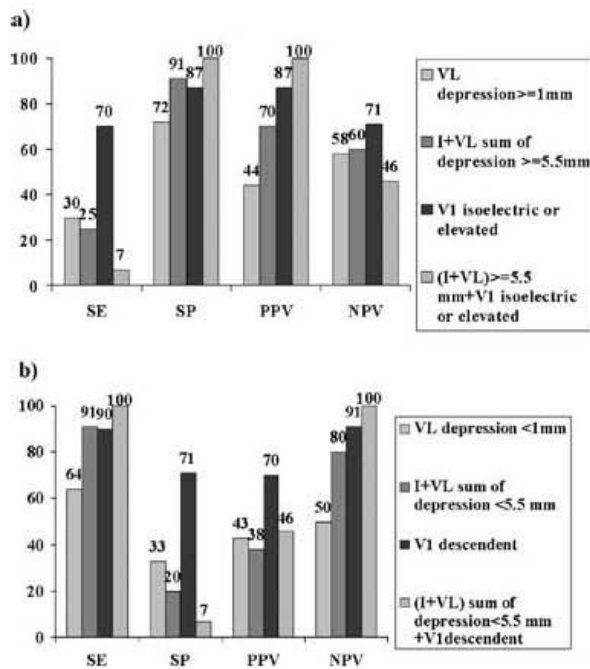 a)
100
80
60
40
20
0
30
25
70
7
72
91
87
100
44
70
87
100
58
60
71
46
SE SP PPV NPV
VL
depression>=1mm
I+VL sum of
depression >=5.5mm
V1 isoelectric or
elevated
(I+VL)>=5.5
mm+V1 isoelectric
or elevated
b)
100
80
60
40
20
0
64
91
90
100
33
20
71
7
43
38
70
46
50
80
91
100
SE SP PPV NPV
VL depression <1mm
I+VL sum of
depression <5.5 mm
V1 descendent
(I+VL) sum of
depression<5.5 mm
+V1descendent